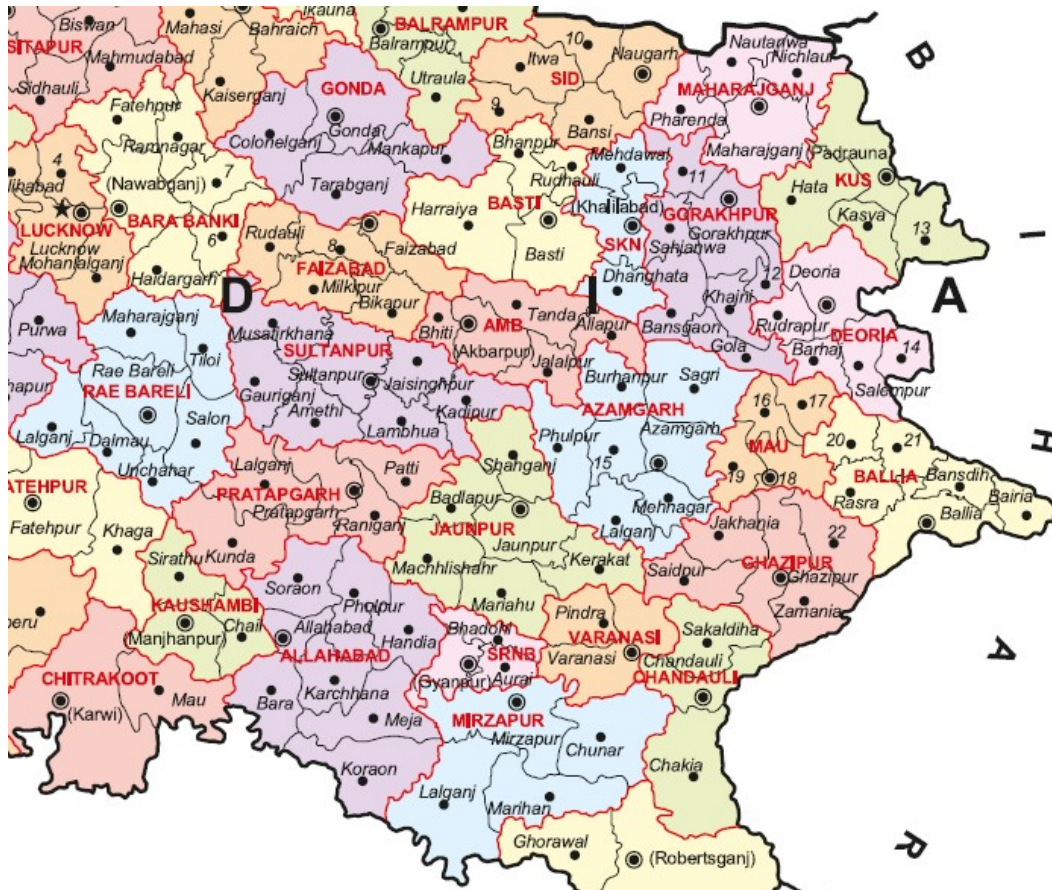 Biswan
SITAPUR
Mahmudabad
Sidhauli
Mahasi
Bahraich
Kaiserganj
Ikauna
BALRAMPUR
Balrampur
Utraula
10
Itwa
Naugarh
SID
9
Bansi
Nautanwa
Nichlaul
MAHARAJGANJ
Pharenda
Maharajganj
B
Fatehpur
Ramnagar
(Nawabganj)
7
BARA BANKI
6
Haidargarh
GONDA
Gonda
Colonelganj
Mankapur
Tarabganj
Bhanpur
Rudhauli
BASTI
Harraiya
Basti
Mehdawal
(Khalilabad)
SKN
Dhanghata
11
GORAKHPUR
Gorakhpur
Sahjanwa
12
Khajni
Bansgaon
Gola
(Padrauna)
KUS
Hata
Kasya
13
I
4
lihabad
LUCKNOW
Lucknow
Mohanlalganj
Rudauli
8
Faizabad
FAIZABAD
Milkipur
Bikapur
D
I
A
AMB
Tanda
Bhiti
(Akbarpur)
Allapur
Jalalpur
Deoria
Rudrapur
DEORIA
Barhaj
14
Salempur
Purwa
hapur
Maharajganj
Tiloi
Rae Bareli
RAE BARELI
Salon
Lalganj
Dalmau
Unchahar
Musafirkhana
SULTANPUR
Sultanpur
Jaisinghpur
Gauriganj
Amethi
Lambhua
Kadipur
Burhanpur
Sagri
AZAMGARH
Azamgarh
Phulpur
15
Mehnagar
Lalganj
16
17
MAU
19
18
20
21
BALLIA
Bansdih
Rasra
Ballia
Bairia
H
ATEHPUR
Fatehpur
Khaga
Lalganj
Patti
PRATAPGARH
Pratapgarh
Raniganj
Kunda
Shahganj
Badlapur
JAUNPUR
Jaunpur
Machhlishahr
Kerakat
Mariahu
Jakhania
22
GHAZIPUR
Ghazipur
Saidpur
Zamania
Sirathu
KAUSHAMBI
(Manjhanpur)
Chail
Soraon
Phulpur
Allahabad
Handia
ALLAHABAD
Karchhana
Bara
Meja
Koraon
Bhadohi
SRNB
(Gyanpur)
Aurai
Pindra
VARANASI
Varanasi
Sakaldiha
Chandauli
CHANDAULI
Chakia
A
beru
CHITRAKOOT
Mau
(Karwi)
MIRZAPUR
Mirzapur
Chunar
Lalganj
Marihan
Ghorawal
(Robertsganj)
R